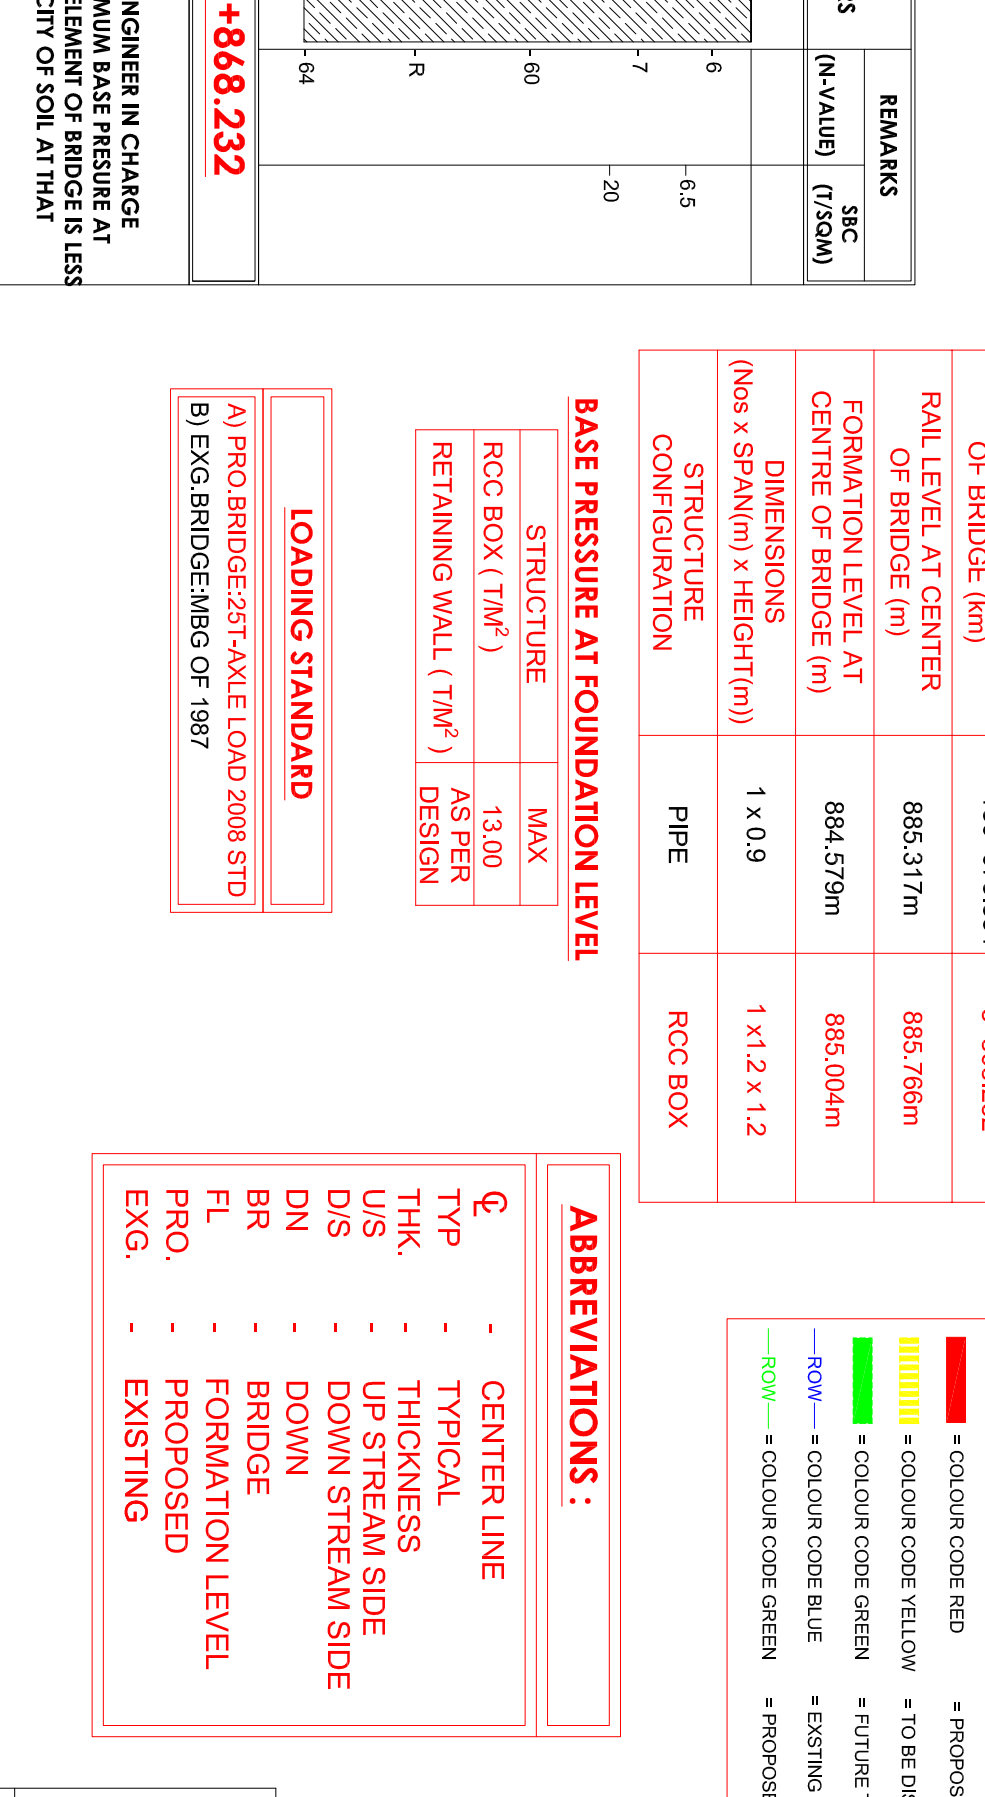 REMARKS
(N-VALUE)
SBC
(T/SQM)
6
7
60
R
64
6.5
20
+868.232
NGINEER IN CHARGE
MUM BASE PRESURE AT
ELEMENT OF BRIDGE IS LESS
CITY OF SOIL AT THAT
OF BRIDGE (km)
RAIL LEVEL AT CENTER
OF BRIDGE (m)
885.317m
885.766m
FORMATION LEVEL AT
CENTRE OF BRIDGE (m)
884.579m
885.004m
DIMENSIONS
(Nos x SPAN(m) x HEIGHT(m))
1 x 0.9
1 x1.2 x 1.2
STRUCTURE
CONFIGURATION
PIPE
RCC BOX
BASE PRESSURE AT FOUNDATION LEVEL
STRUCTURE
MAX
RCC BOX ( T/M² )
13.00
RETAINING WALL ( T/M² )
AS PER
DESIGN
LOADING STANDARD
A) PRO.BRIDGE:25T-AXLE LOAD 2008 STD
B) EXG.BRIDGE:MBG OF 1987
= COLOUR CODE RED = PROPOS
= COLOUR CODE YELLOW = TO BE DIS
= COLOUR CODE GREEN = FUTURE
ROW = COLOUR CODE BLUE = EXSTING
ROW = COLOUR CODE GREEN = PROPOSE
ABBREVIATIONS :
℄ - CENTER LINE
TYP - TYPICAL
THK. - THICKNESS
U/S - UP STREAM SIDE
D/S - DOWN STREAM SIDE
DN - DOWN
BR - BRIDGE
FL - FORMATION LEVEL
PRO. - PROPOSED
EXG. - EXISTING